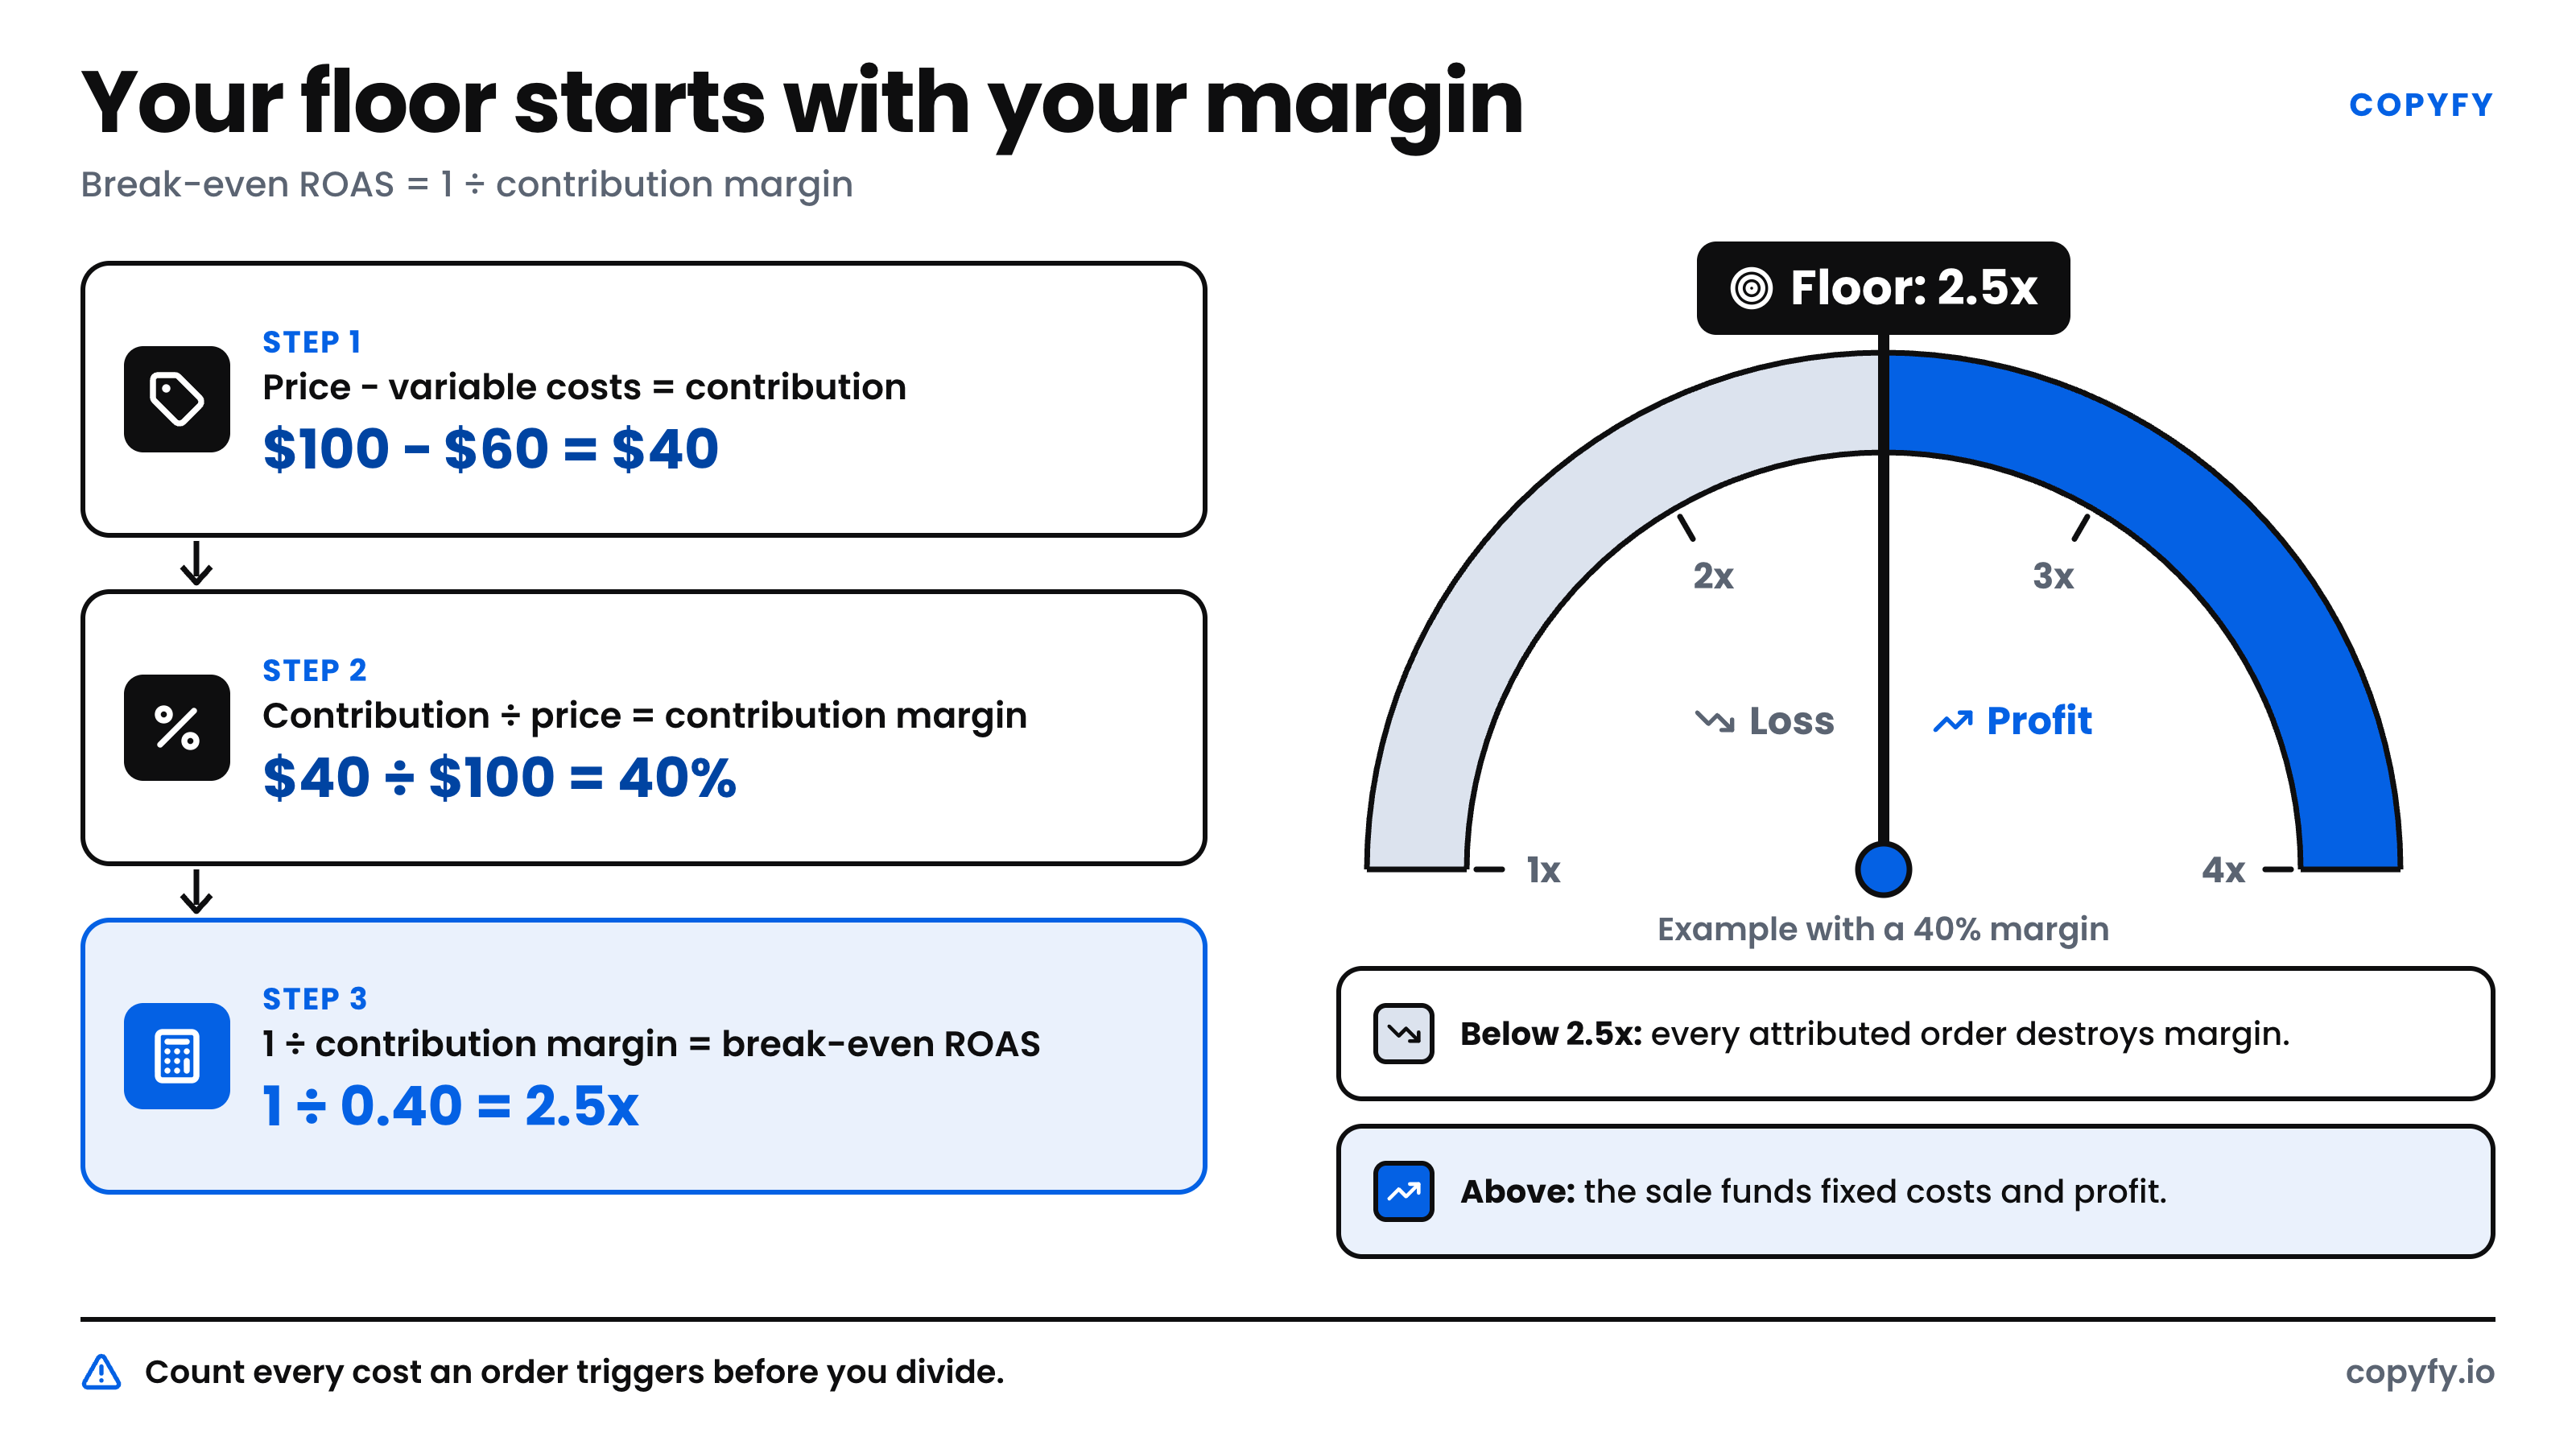 Your floor starts with your margin
COPYFY
Break-even ROAS = 1 ÷ contribution margin
STEP 1
Price - variable costs = contribution
$100 - $60 = $40
STEP 2
Contribution ÷ price = contribution margin
$40 ÷ $100 = 40%
STEP 3
1 ÷ contribution margin = break-even ROAS
1 ÷ 0.40 = 2.5x
Floor: 2.5x
2x
3x
Loss
Profit
1x
4x
Example with a 40% margin
Below 2.5x: every attributed order destroys margin.
Above: the sale funds fixed costs and profit.
Count every cost an order triggers before you divide.
copyfy.io